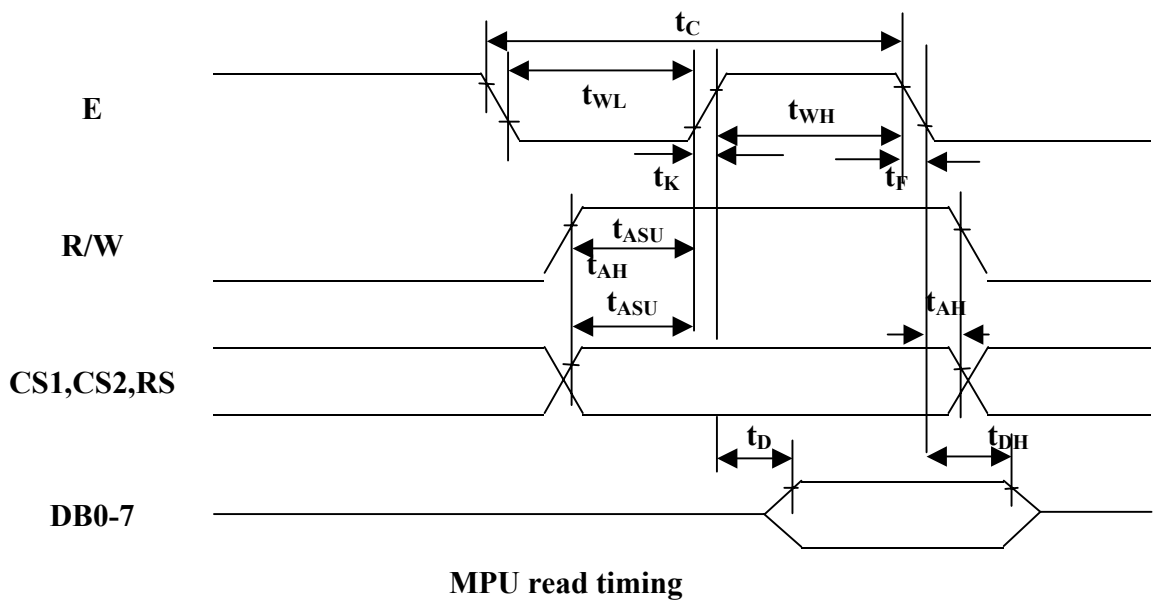 tC
E
tWL
tWH
tK
tF
R/W
tASU
tAH
tASU
tAH
CS1,CS2,RS
tD
tDH
DB0-7
MPU read timing